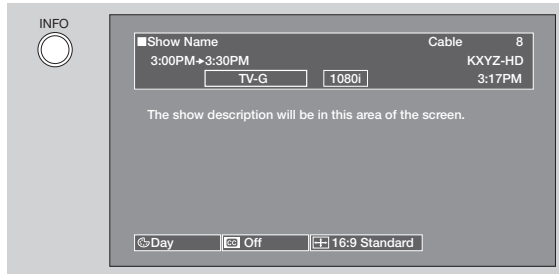 INFO
■Show Name Cable 8
3:00PM→3:30PM KXYZ-HD
TV-G 1080i 3:17PM
The show description will be in this area of the screen.
Day CC Off 16:9 Standard